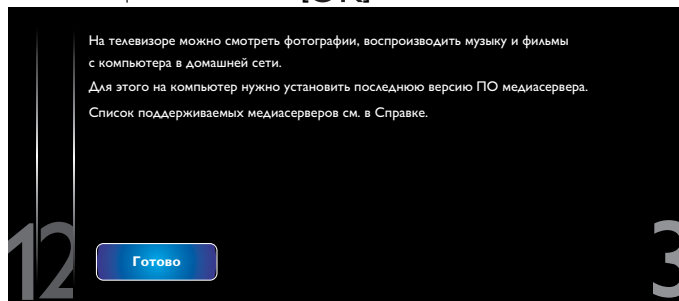 [OK]
На телевизоре можно смотреть фотографии, воспроизводить музыку и фильмы
с компьютера в домашней сети.
Для этого на компьютер нужно установить последнюю версию ПО медиасервера.
Список поддерживаемых медиасерверов см. в Справке.
12
3
Готово